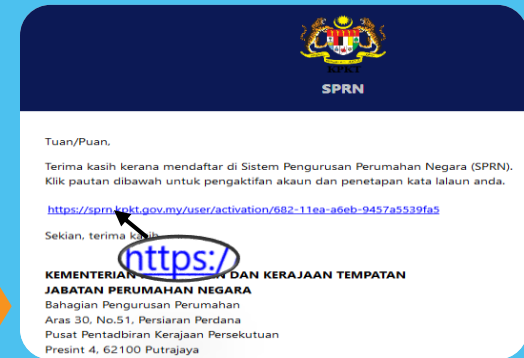 KPKT
SPRN
Tuan/Puan,
Terima kasih kerana mendaftar di Sistem Pengurusan Perumahan Negara (SPRN).
Klik pautan dibawah untuk pengaktifan akaun dan penetapan kata lalaun anda.
https://sprn.kpkt.gov.my/user/activation/682-11ea-a6eb-9457a5539fa5
Sekian, terima kasih
https:/
KEMENTERIAN DAN KERAJAAN TEMPATAN
JABATAN PERUMAHAN NEGARA
Bahagian Pengurusan Perumahan
Aras 30, No.51, Persiaran Perdana
Pusat Pentadbiran Kerajaan Persekutuan
Presint 4, 62100 Putrajaya